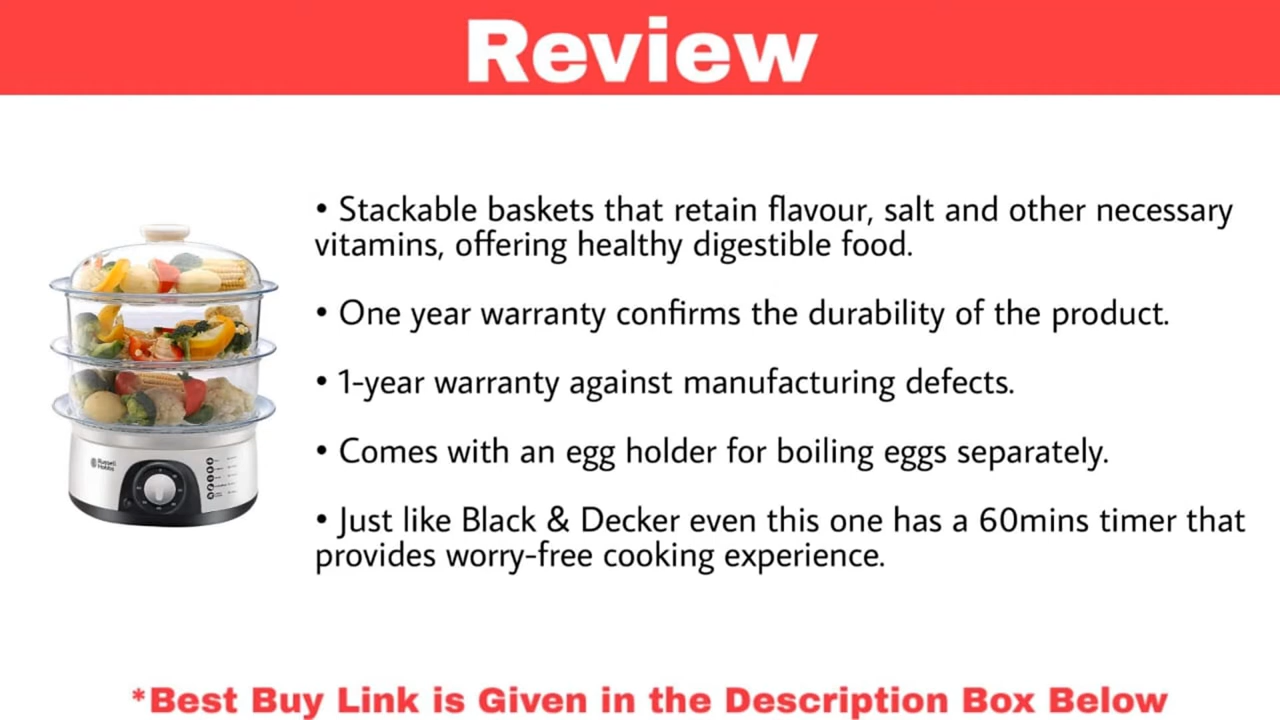 Review
• Stackable baskets that retain flavour, salt and other necessary
vitamins, offering healthy digestible food.
• One year warranty confirms the durability of the product.
• 1-year warranty against manufacturing defects.
• Comes with an egg holder for boiling eggs separately.
• Just like Black & Decker even this one has a 60mins timer that
provides worry-free cooking experience.
Russell
Hobbs
*Best Buy Link is Given in the Description Box Below